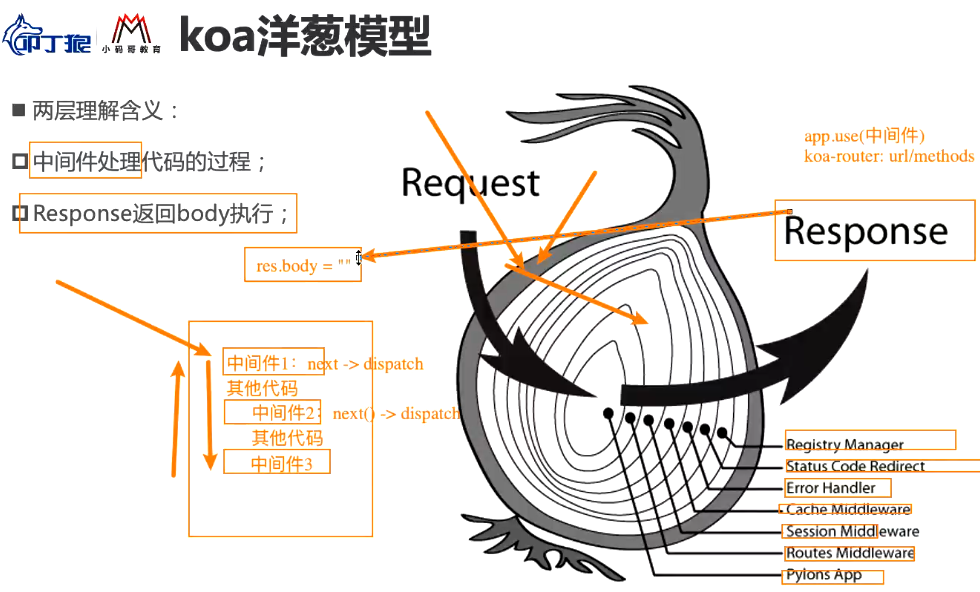 叩丁狼
小码哥教育
koa洋葱模型
两层理解含义：
中间件处理代码的过程；
Response返回body执行；
app.use(中间件)
koa-router: url/methods
Request
Response
res.body = ""
中间件1： next -> dispatch
其他代码
中间件2： next() -> dispatch
其他代码
中间件3
Registry Manager
Status Code Redirect
Error Handler
Cache Middleware
Session Middleware
Routes Middleware
Pylons App